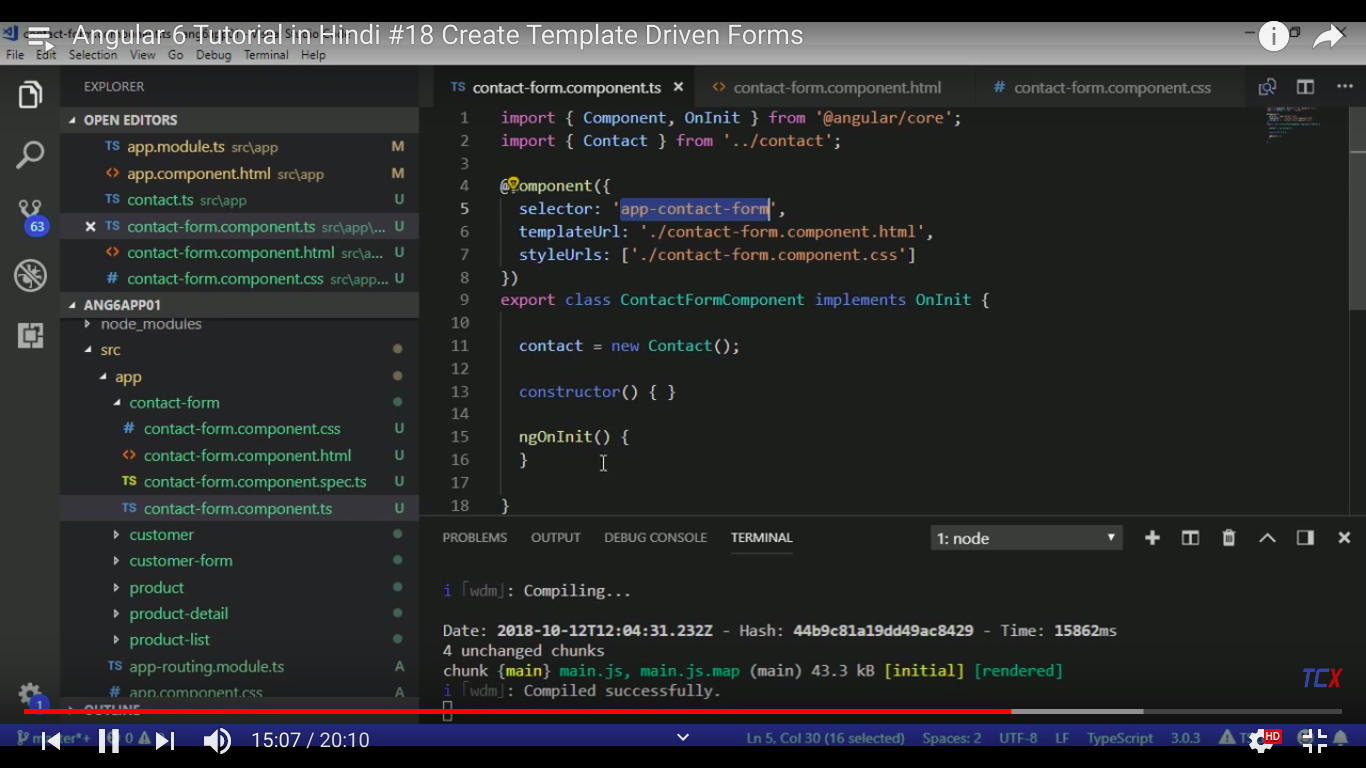 Angular 6 Tutorial in Hindi #18 Create Template Driven Forms
File Edit Selection View Go Debug Terminal Help
EXPLORER
OPEN EDITORS
TS app.module.ts src\app M
<> app.component.html src\app M
TS contact.ts src\app U
× TS contact-form.component.ts src\app\... U
<> contact-form.component.html src\a... U
# contact-form.component.css src\app... U
63
ANG6APP01
node_modules
src
app
contact-form
# contact-form.component.css U
<> contact-form.component.html U
TS contact-form.component.spec.ts U
TS contact-form.component.ts U
customer
customer-form
product
product-detail
product-list
TS app-routing.module.ts A
# app.component.css A
OUTLINE
1
TS contact-form.component.ts × <> contact-form.component.html # contact-form.component.css ...
1 import { Component, OnInit } from '@angular/core';
2 import { Contact } from '../contact';
3
4 @Component({
5 selector: 'app-contact-form',
6 templateUrl: './contact-form.component.html',
7 styleUrls: ['./contact-form.component.css']
8 })
9 export class ContactFormComponent implements OnInit {
10
11 contact = new Contact();
12
13 constructor() { }
14
15 ngOnInit() {
16 }
17
18 }
PROBLEMS OUTPUT DEBUG CONSOLE TERMINAL 1: node
i ｢wdm｣: Compiling...
Date: 2018-10-12T12:04:31.232Z - Hash: 44b9c81a19dd49ac8429 - Time: 15862ms
4 unchanged chunks
chunk {main} main.js, main.js.map (main) 43.3 kB [initial] [rendered]
i ｢wdm｣: Compiled successfully.
TCX
15:07 / 20:10
Ln 5, Col 30 (16 selected) Spaces: 2 UTF-8 LF TypeScript 3.0.3
HD